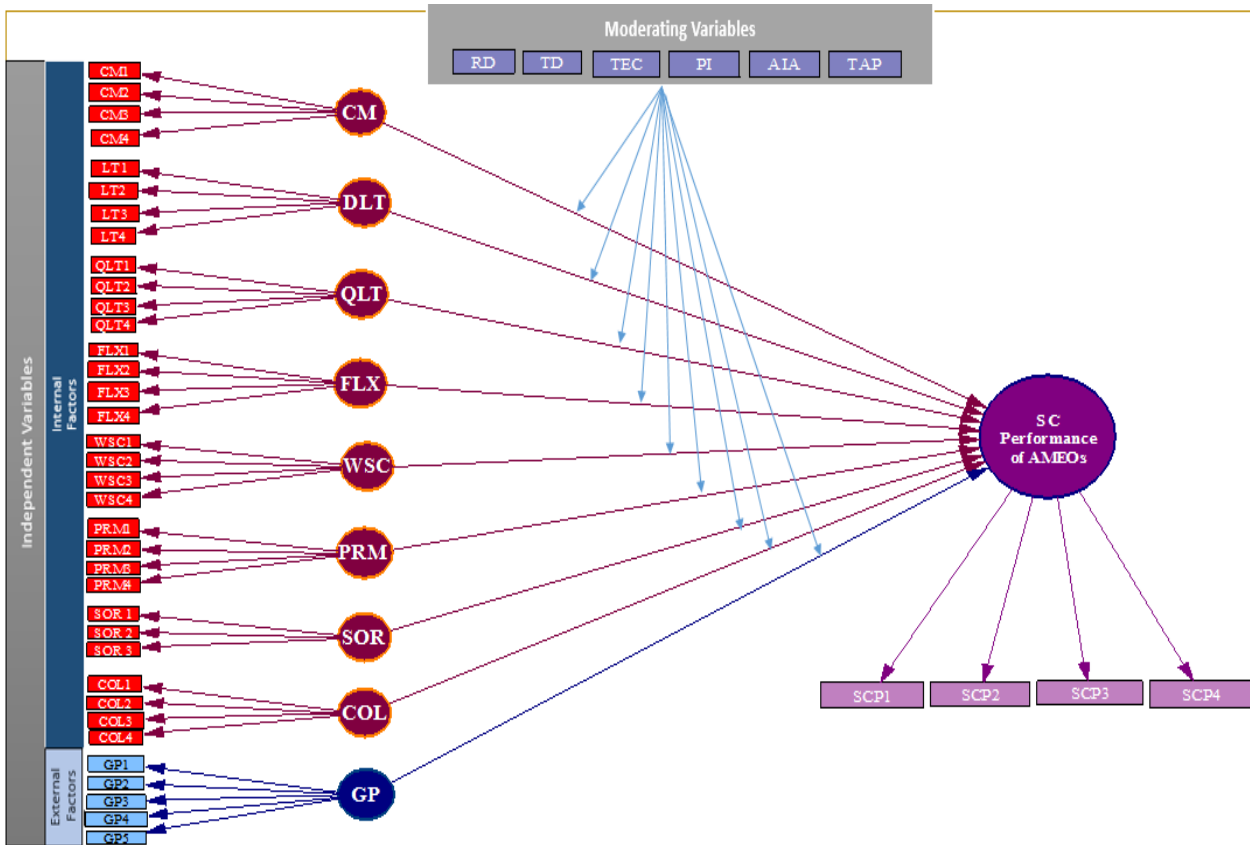 Moderating Variables
RD TD TEC PI AIA TAP
Independent Variables
Internal
Factors
External
Factors
CM1
CM2
CM3
CM4
CM
LT1
LT2
LT3
LT4
DLT
QLT1
QLT2
QLT3
QLT4
QLT
FLX1
FLX2
FLX3
FLX4
FLX
WSC1
WSC2
WSC3
WSC4
WSC
PRM1
PRM2
PRM3
PRM4
PRM
SOR 1
SOR 2
SOR 3
SOR
COL1
COL2
COL3
COL4
COL
GP1
GP2
GP3
GP4
GP5
GP
SC
Performance
of AMEOs
SCP1 SCP2 SCP3 SCP4